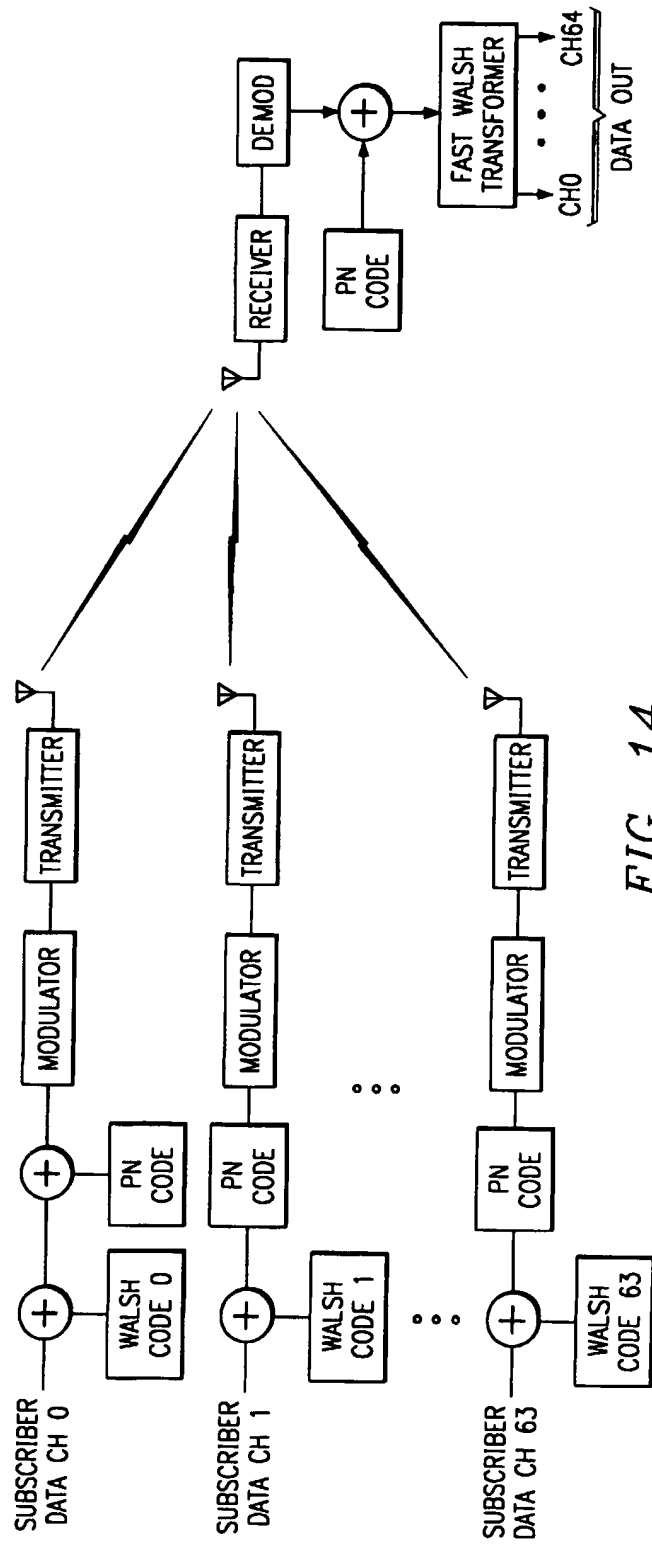 SUBSCRIBER
DATA CH 0
WALSH
CODE 0
PN
CODE
MODULATOR
TRANSMITTER
SUBSCRIBER
DATA CH 1
WALSH
CODE 1
PN
CODE
MODULATOR
TRANSMITTER
SUBSCRIBER
DATA CH 63
WALSH
CODE 63
PN
CODE
MODULATOR
TRANSMITTER
RECEIVER
DEMOD
PN
CODE
FAST WALSH
TRANSFORMER
CH0
CH64
DATA OUT
FIG. 14